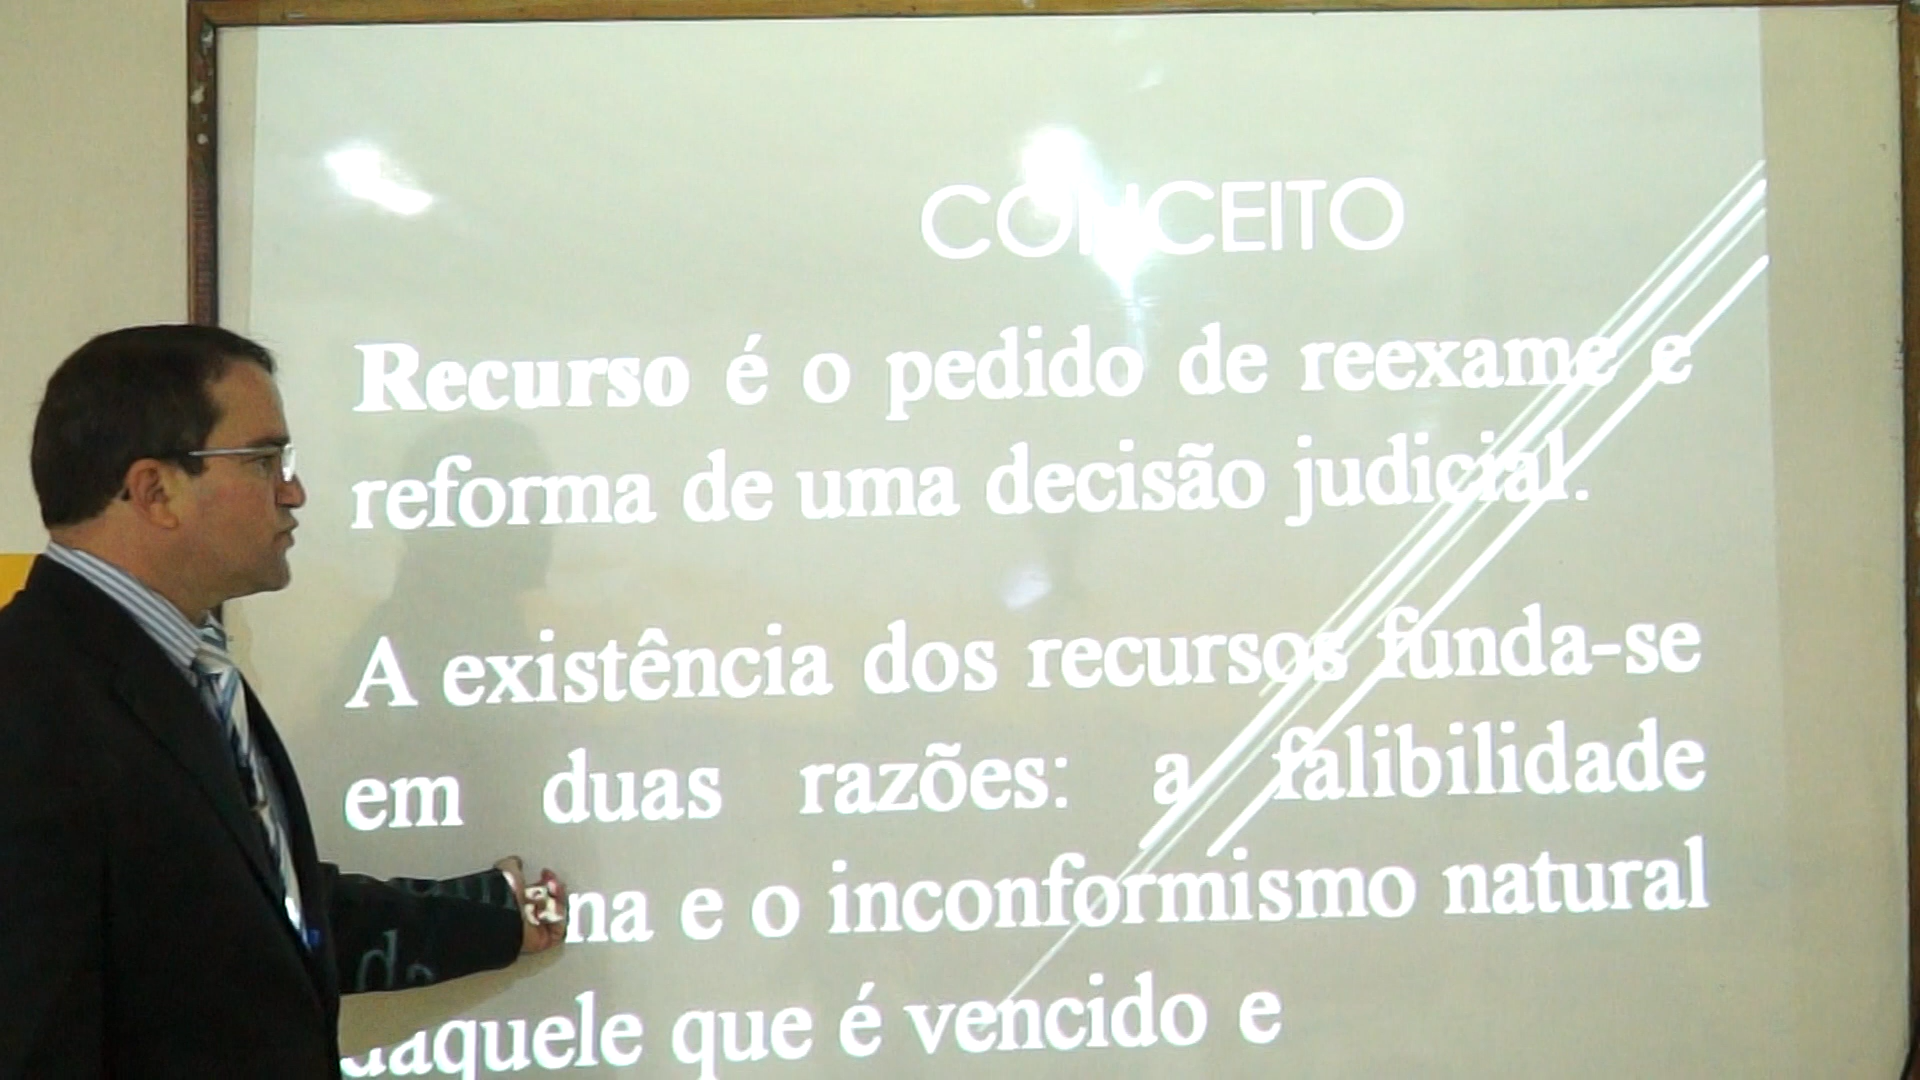 CONCEITO
Recurso é o pedido de reexame e
reforma de uma decisão judicial.
A existência dos recursos funda-se
em duas razões: a falibilidade
e o inconformismo natural
daquele que é vencido e